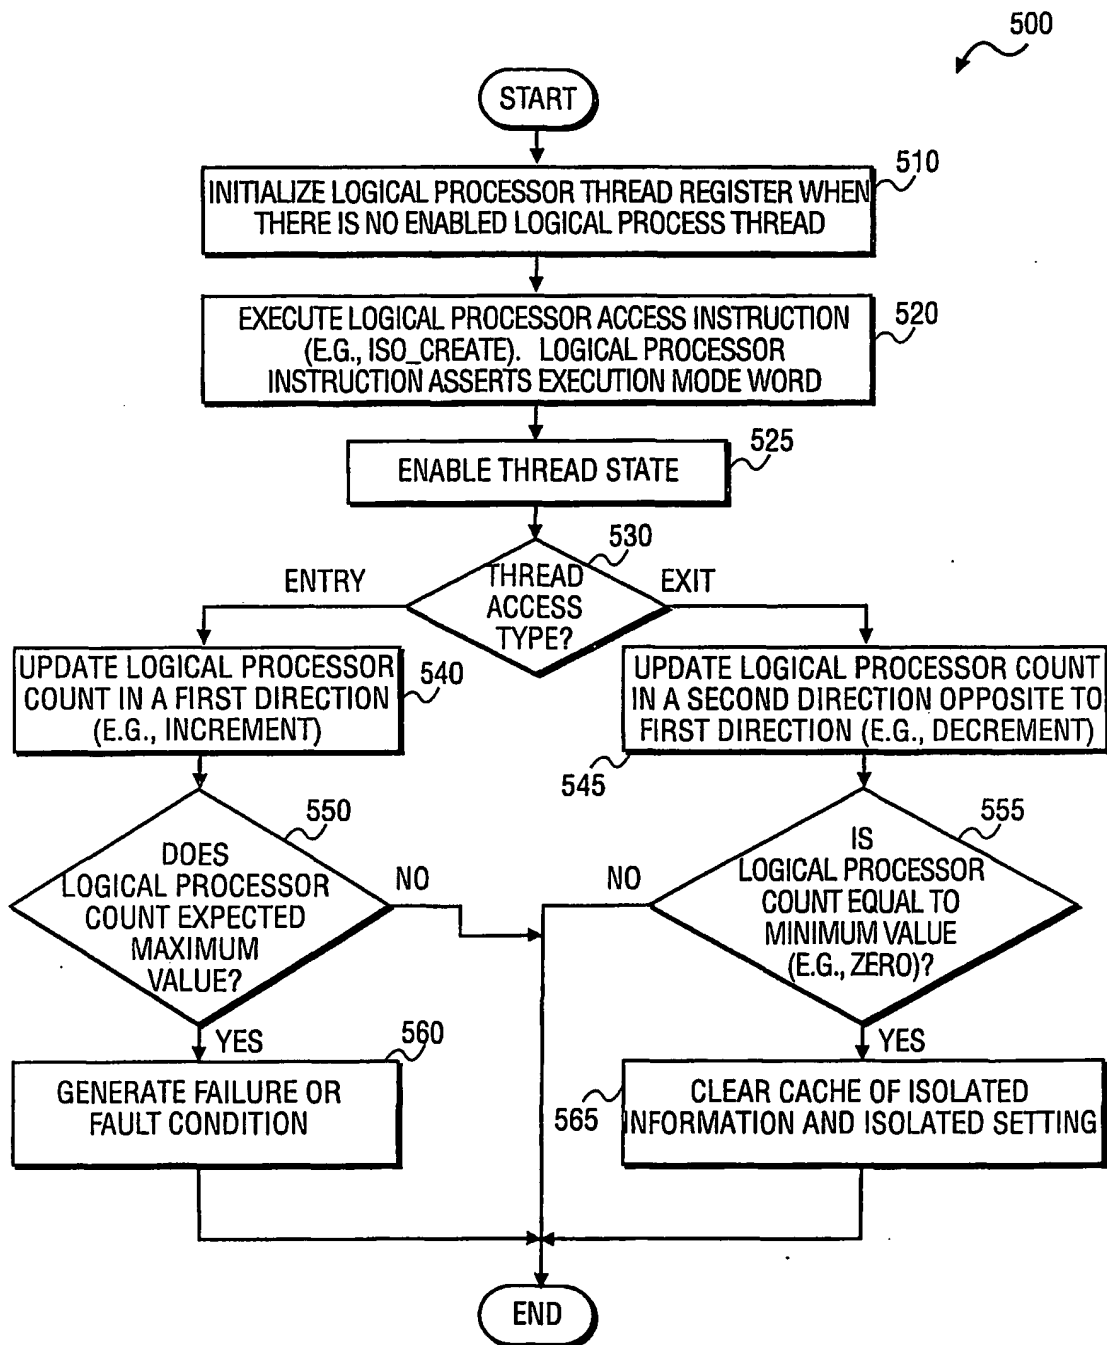 500
START
510
INITIALIZE LOGICAL PROCESSOR THREAD REGISTER WHEN
THERE IS NO ENABLED LOGICAL PROCESS THREAD
EXECUTE LOGICAL PROCESSOR ACCESS INSTRUCTION
(E.G., ISO_CREATE). LOGICAL PROCESSOR
INSTRUCTION ASSERTS EXECUTION MODE WORD
520
ENABLE THREAD STATE
525
530
ENTRY
THREAD
ACCESS
TYPE?
EXIT
UPDATE LOGICAL PROCESSOR
COUNT IN A FIRST DIRECTION
(E.G., INCREMENT)
540
UPDATE LOGICAL PROCESSOR COUNT
IN A SECOND DIRECTION OPPOSITE TO
FIRST DIRECTION (E.G., DECREMENT)
545
550
DOES
LOGICAL PROCESSOR
COUNT EXPECTED
MAXIMUM
VALUE?
NO
555
IS
LOGICAL PROCESSOR
COUNT EQUAL TO
MINIMUM VALUE
(E.G., ZERO)?
NO
YES
560
GENERATE FAILURE OR
FAULT CONDITION
YES
565
CLEAR CACHE OF ISOLATED
INFORMATION AND ISOLATED SETTING
END